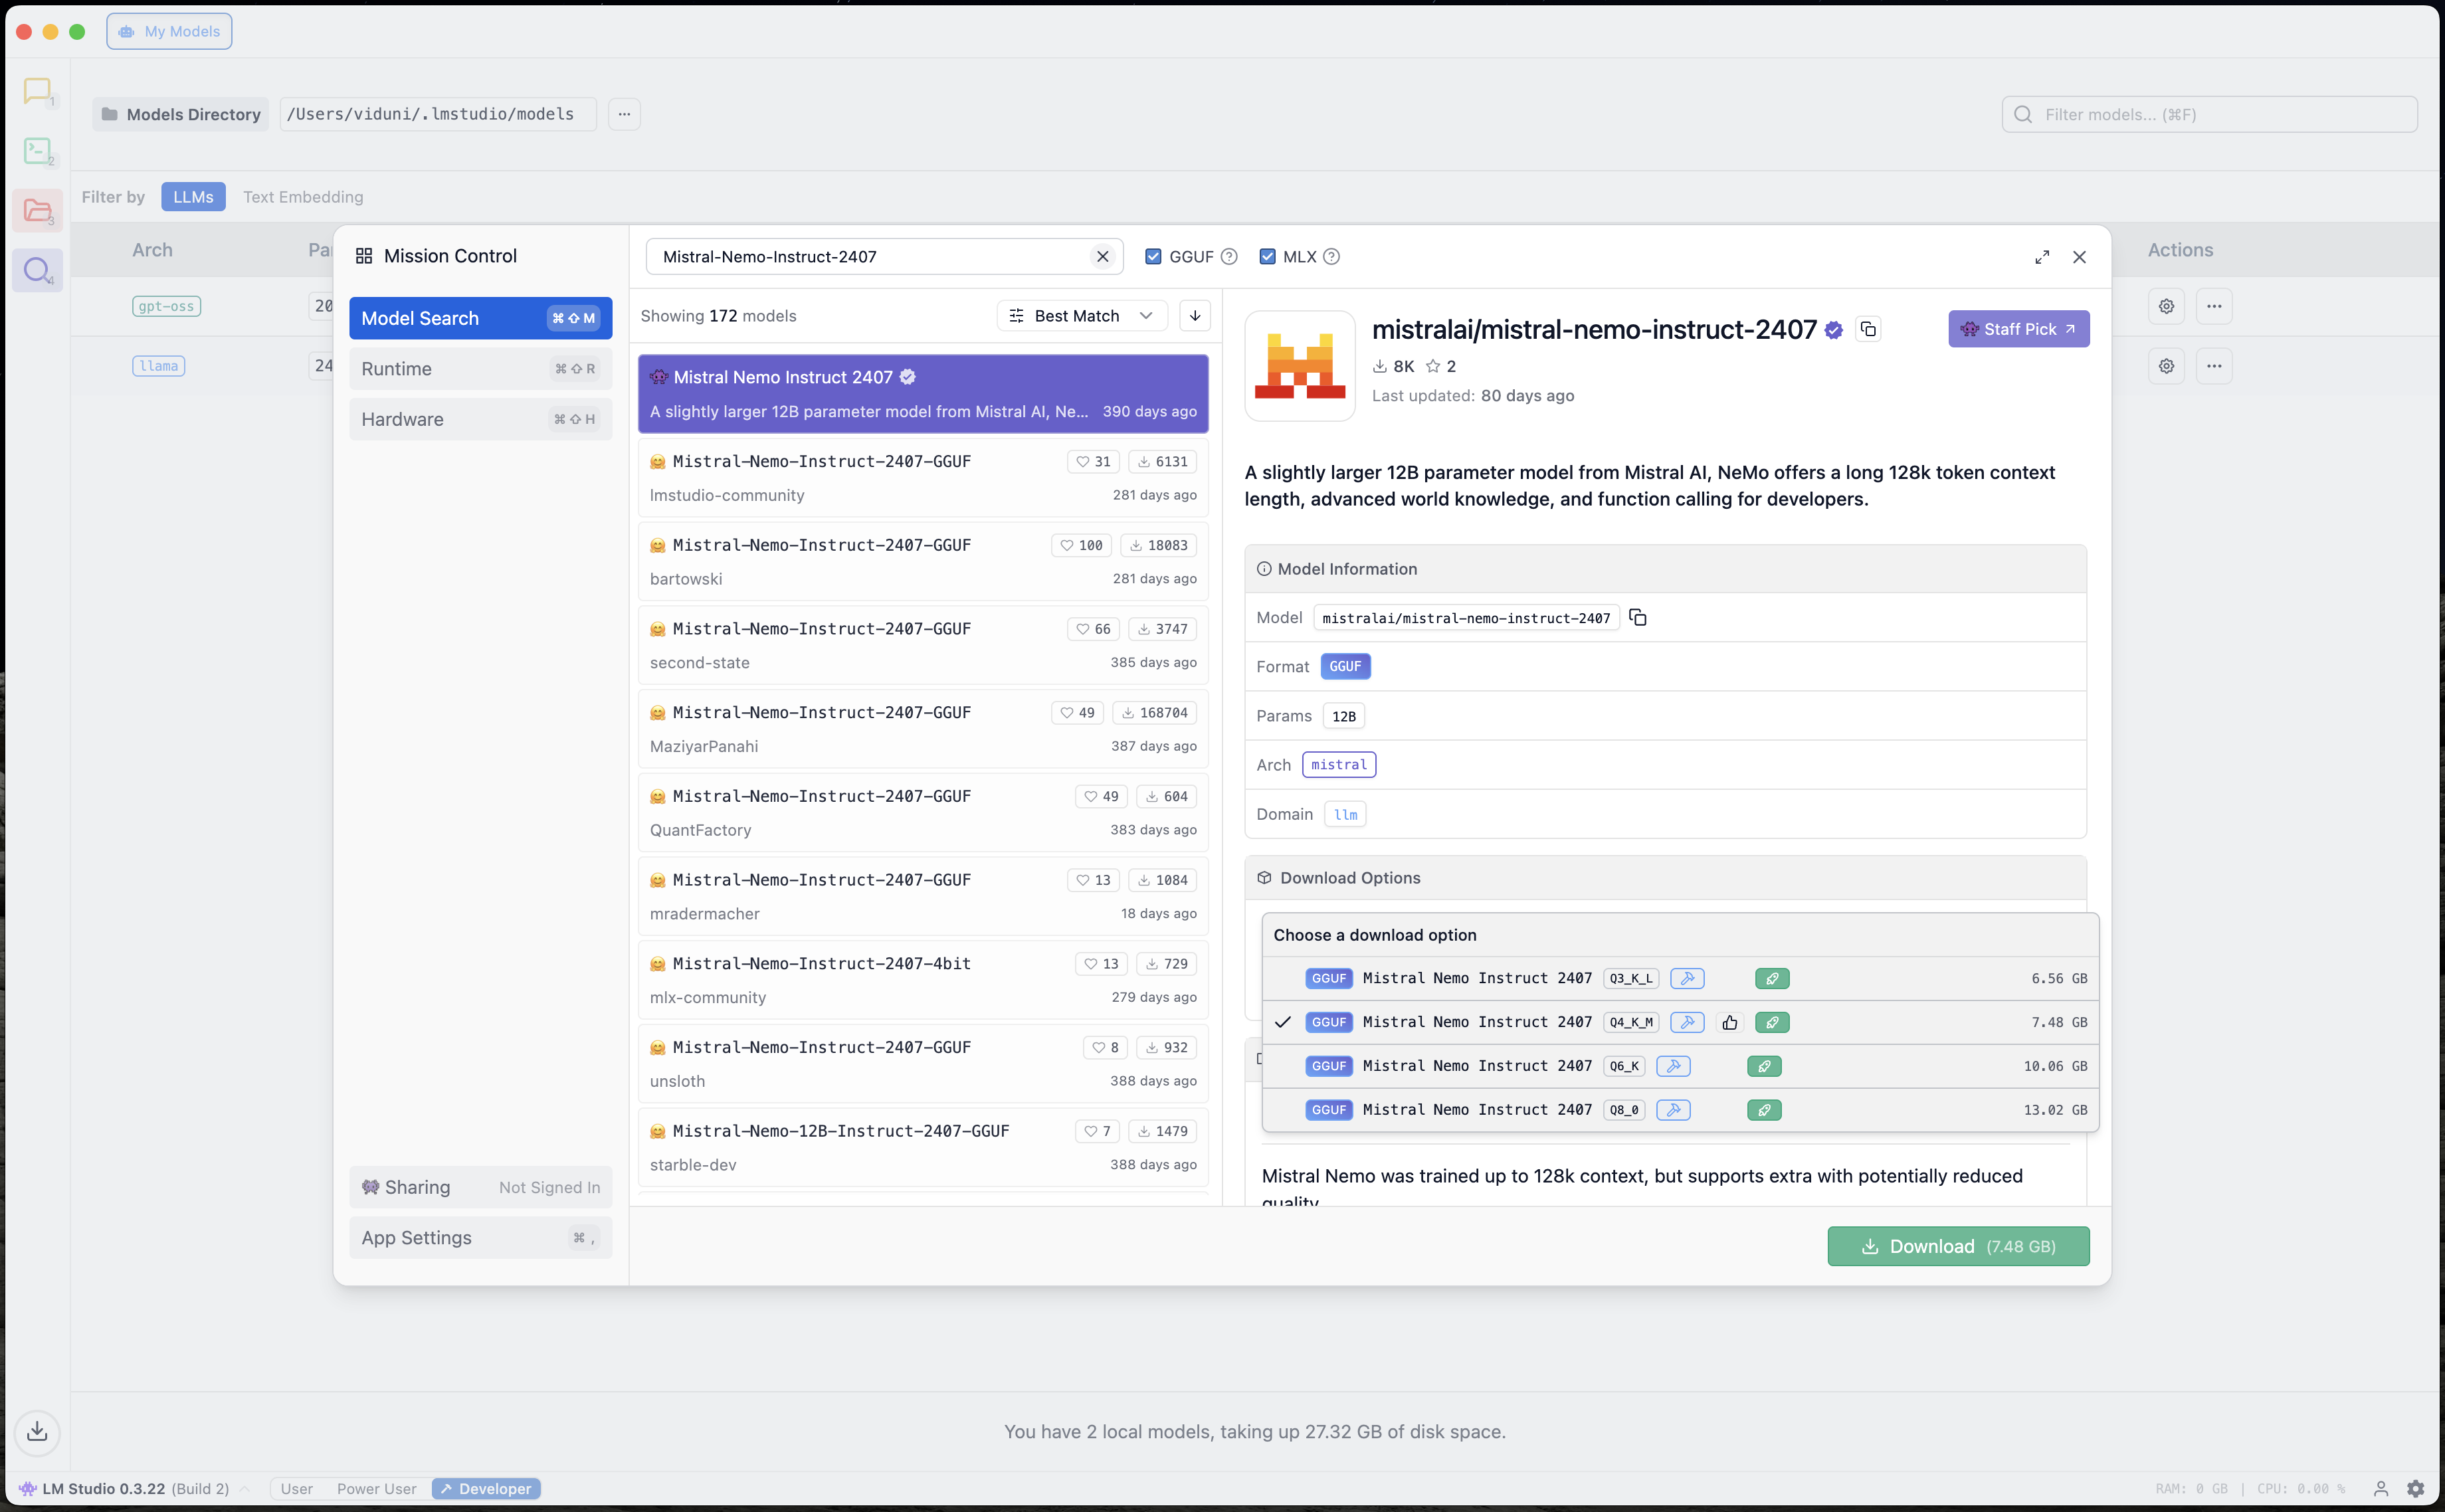 My Models
1
2
3
4
Models Directory
/Users/viduni/.lmstudio/models
Filter models... (⌘F)
Filter by
LLMs
Text Embedding
Arch
Actions
gpt-oss
20
llama
24
Mission Control
Model Search ⌘⇧M
Runtime ⌘⇧R
Hardware ⌘⇧H
Sharing Not Signed In
App Settings ⌘ ,
Mistral-Nemo-Instruct-2407
GGUF
MLX
Showing 172 models
Best Match
Mistral Nemo Instruct 2407
A slightly larger 12B parameter model from Mistral AI, Ne... 390 days ago
Mistral-Nemo-Instruct-2407-GGUF 31 6131
lmstudio-community 281 days ago
Mistral-Nemo-Instruct-2407-GGUF 100 18083
bartowski 281 days ago
Mistral-Nemo-Instruct-2407-GGUF 66 3747
second-state 385 days ago
Mistral-Nemo-Instruct-2407-GGUF 49 168704
MaziyarPanahi 387 days ago
Mistral-Nemo-Instruct-2407-GGUF 49 604
QuantFactory 383 days ago
Mistral-Nemo-Instruct-2407-GGUF 13 1084
mradermacher 18 days ago
Mistral-Nemo-Instruct-2407-4bit 13 729
mlx-community 279 days ago
Mistral-Nemo-Instruct-2407-GGUF 8 932
unsloth 388 days ago
Mistral-Nemo-12B-Instruct-2407-GGUF 7 1479
starble-dev 388 days ago
mistralai/mistral-nemo-instruct-2407
Staff Pick
8K 2
Last updated: 80 days ago
A slightly larger 12B parameter model from Mistral AI, NeMo offers a long 128k token context
length, advanced world knowledge, and function calling for developers.
Model Information
Model mistralai/mistral-nemo-instruct-2407
Format GGUF
Params 12B
Arch mistral
Domain llm
Download Options
Choose a download option
GGUF Mistral Nemo Instruct 2407 Q3_K_L 6.56 GB
GGUF Mistral Nemo Instruct 2407 Q4_K_M 7.48 GB
GGUF Mistral Nemo Instruct 2407 Q6_K 10.06 GB
GGUF Mistral Nemo Instruct 2407 Q8_0 13.02 GB
Mistral Nemo was trained up to 128k context, but supports extra with potentially reduced
quality
Download (7.48 GB)
You have 2 local models, taking up 27.32 GB of disk space.
LM Studio 0.3.22 (Build 2)
User
Power User
Developer
RAM: 0 GB | CPU: 0.00 %